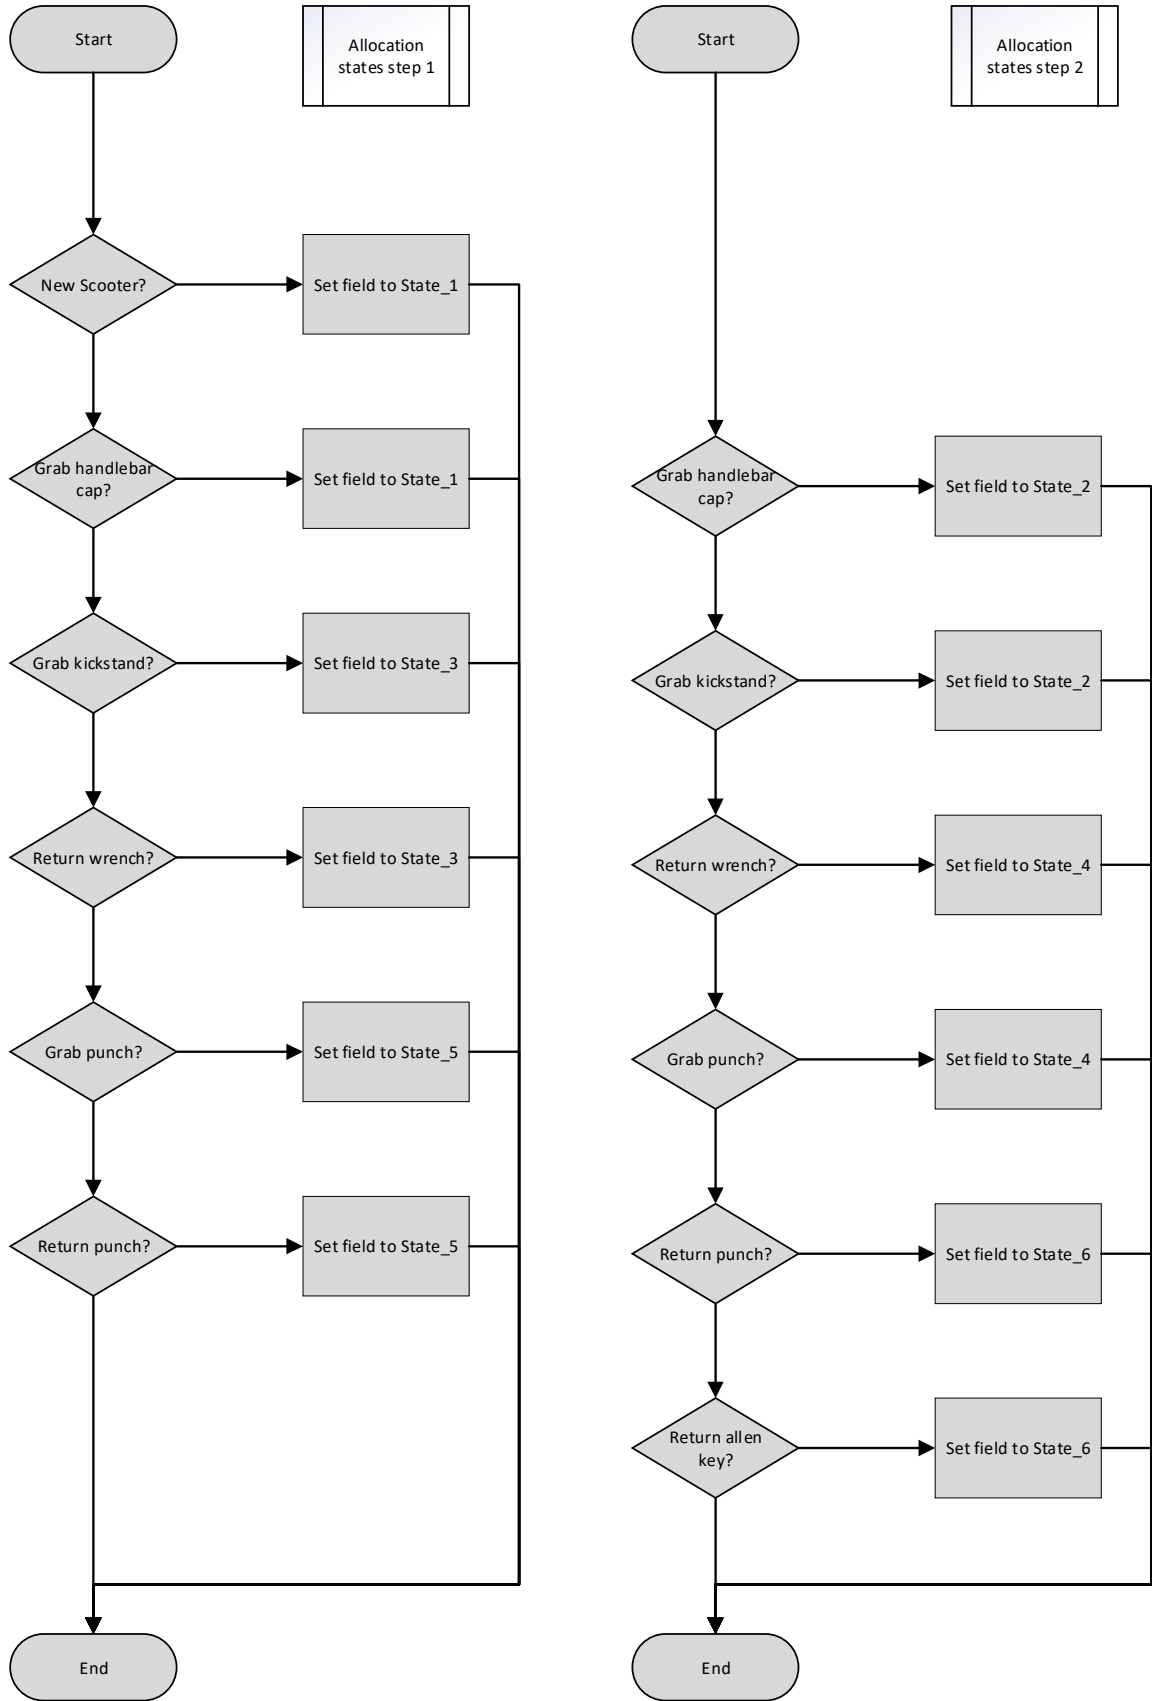 Start
Allocation
states step 1
New Scooter?
Set field to State_1
Grab handlebar
cap?
Set field to State_1
Grab kickstand?
Set field to State_3
Return wrench?
Set field to State_3
Grab punch?
Set field to State_5
Return punch?
Set field to State_5
End
Start
Allocation
states step 2
Grab handlebar
cap?
Set field to State_2
Grab kickstand?
Set field to State_2
Return wrench?
Set field to State_4
Grab punch?
Set field to State_4
Return punch?
Set field to State_6
Return allen
key?
Set field to State_6
End